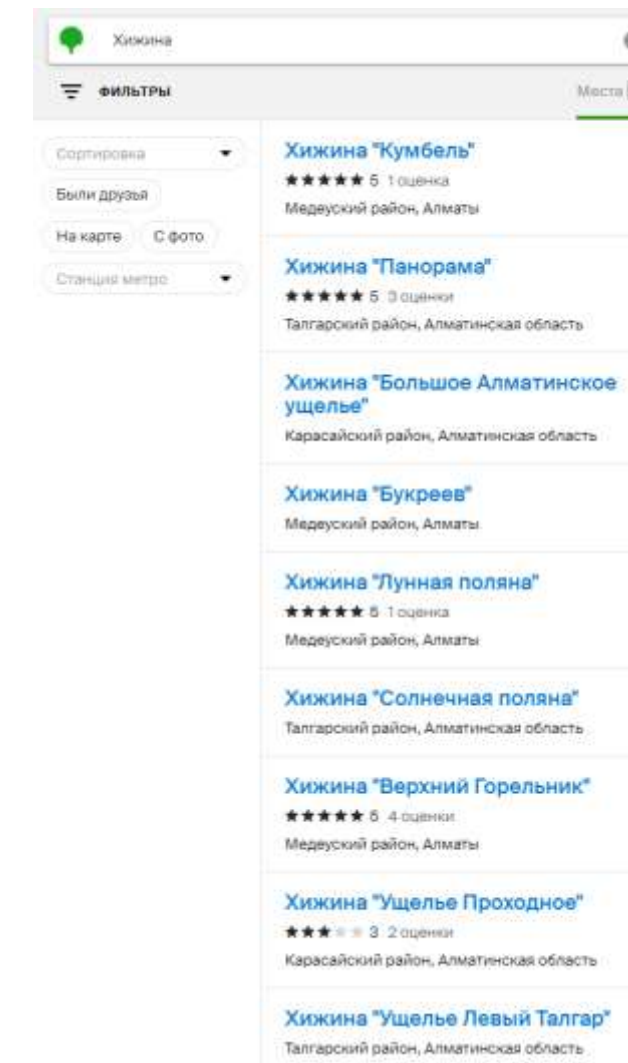 Хижина
ФИЛЬТРЫ
Места
Сортировка
Были друзья
На карте
С фото
Станция метро
Хижина "Кумбель"
5 1 оценка
Медеуский район, Алматы
Хижина "Панорама"
5 3 оценки
Талгарский район, Алматинская область
Хижина "Большое Алматинское
ущелье"
Карасайский район, Алматинская область
Хижина "Букреев"
Медеуский район, Алматы
Хижина "Лунная поляна"
5 1 оценка
Медеуский район, Алматы
Хижина "Солнечная поляна"
Талгарский район, Алматинская область
Хижина "Верхний Горельник"
5 4 оценки
Медеуский район, Алматы
Хижина "Ущелье Проходное"
3 2 оценки
Карасайский район, Алматинская область
Хижина "Ущелье Левый Талгар"
Талгарский район, Алматинская область